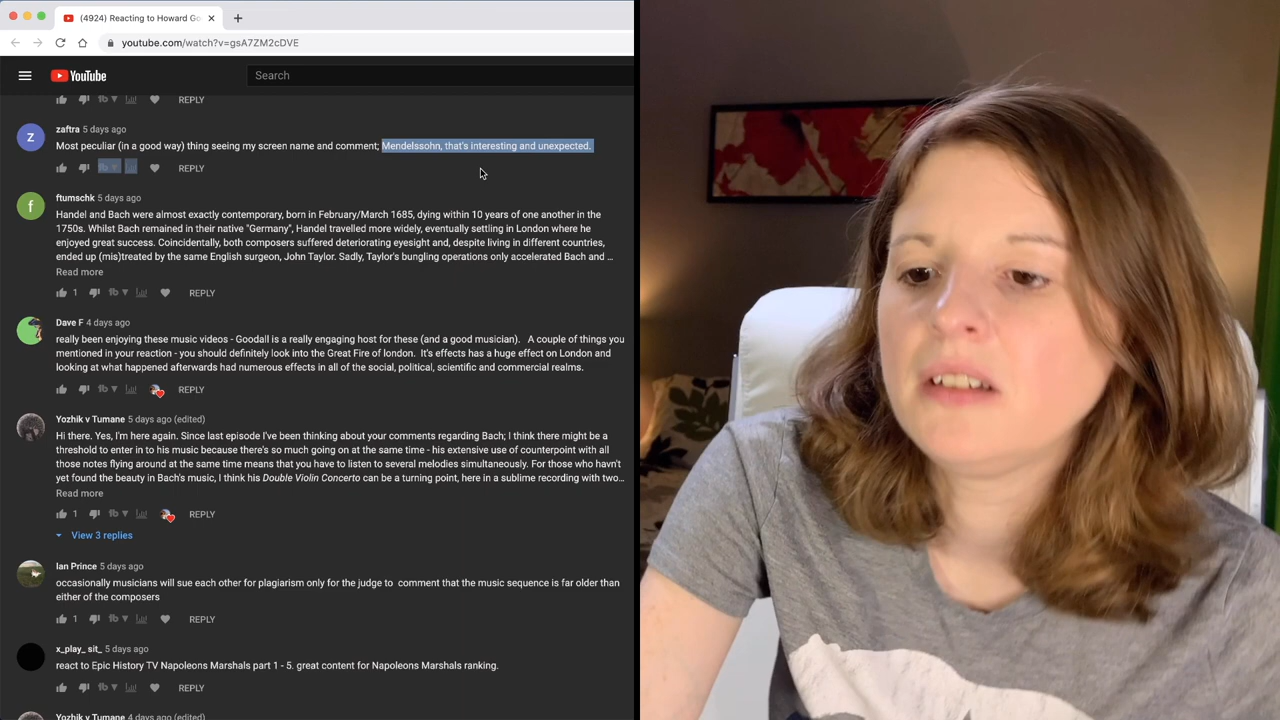 (4924) Reacting to Howard Go
youtube.com/watch?v=gsA7ZM2cDVE
YouTube
Search
REPLY
Z
zaftra 5 days ago
Most peculiar (in a good way) thing seeing my screen name and comment; Mendelssohn, that's interesting and unexpected.
REPLY
f
ftumschk 5 days ago
Handel and Bach were almost exactly contemporary, born in February/March 1685, dying within 10 years of one another in the
1750s. Whilst Bach remained in their native "Germany", Handel travelled more widely, eventually settling in London where he
enjoyed great success. Coincidentally, both composers suffered deteriorating eyesight and, despite living in different countries,
ended up (mis)treated by the same English surgeon, John Taylor. Sadly, Taylor's bungling operations only accelerated Bach and ...
Read more
1 REPLY
Dave F 4 days ago
really been enjoying these music videos - Goodall is a really engaging host for these (and a good musician). A couple of things you
mentioned in your reaction - you should definitely look into the Great Fire of london. It's effects has a huge effect on London and
looking at what happened afterwards had numerous effects in all of the social, political, scientific and commercial realms.
REPLY
Yozhik v Tumane 5 days ago (edited)
Hi there. Yes, I'm here again. Since last episode I've been thinking about your comments regarding Bach; I think there might be a
threshold to enter in to his music because there's so much going on at the same time - his extensive use of counterpoint with all
those notes flying around at the same time means that you have to listen to several melodies simultaneously. For those who havn't
yet found the beauty in Bach's music, I think his Double Violin Concerto can be a turning point, here in a sublime recording with two...
Read more
1 REPLY
View 3 replies
Ian Prince 5 days ago
occasionally musicians will sue each other for plagiarism only for the judge to comment that the music sequence is far older than
either of the composers
1 REPLY
x_play_ sit_ 5 days ago
react to Epic History TV Napoleons Marshals part 1 - 5. great content for Napoleons Marshals ranking.
REPLY
Yozhik v Tumane 4 days ago (edited)